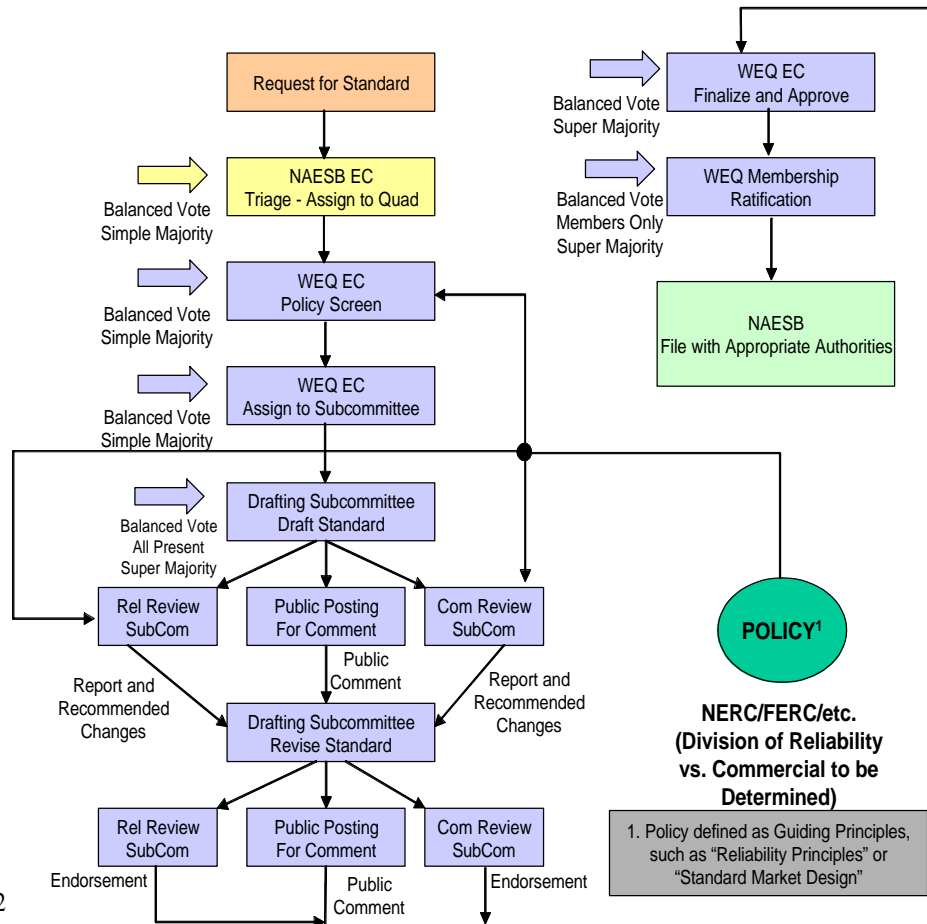 Request for Standard
NAESB EC
Triage - Assign to Quad
Balanced Vote
Simple Majority
WEQ EC
Policy Screen
Balanced Vote
Simple Majority
WEQ EC
Assign to Subcommittee
Balanced Vote
Simple Majority
Drafting Subcommittee
Draft Standard
Balanced Vote
All Present
Super Majority
Rel Review
SubCom
Public Posting
For Comment
Com Review
SubCom
Report and
Recommended
Changes
Public
Comment
Report and
Recommended
Changes
Drafting Subcommittee
Revise Standard
Rel Review
SubCom
Public Posting
For Comment
Com Review
SubCom
Endorsement
Public
Comment
Endorsement
2
WEQ EC
Finalize and Approve
Balanced Vote
Super Majority
WEQ Membership
Ratification
Balanced Vote
Members Only
Super Majority
NAESB
File with Appropriate Authorities
POLICY¹
NERC/FERC/etc.
(Division of Reliability
vs. Commercial to be
Determined)
1. Policy defined as Guiding Principles,
such as “Reliability Principles” or
“Standard Market Design”